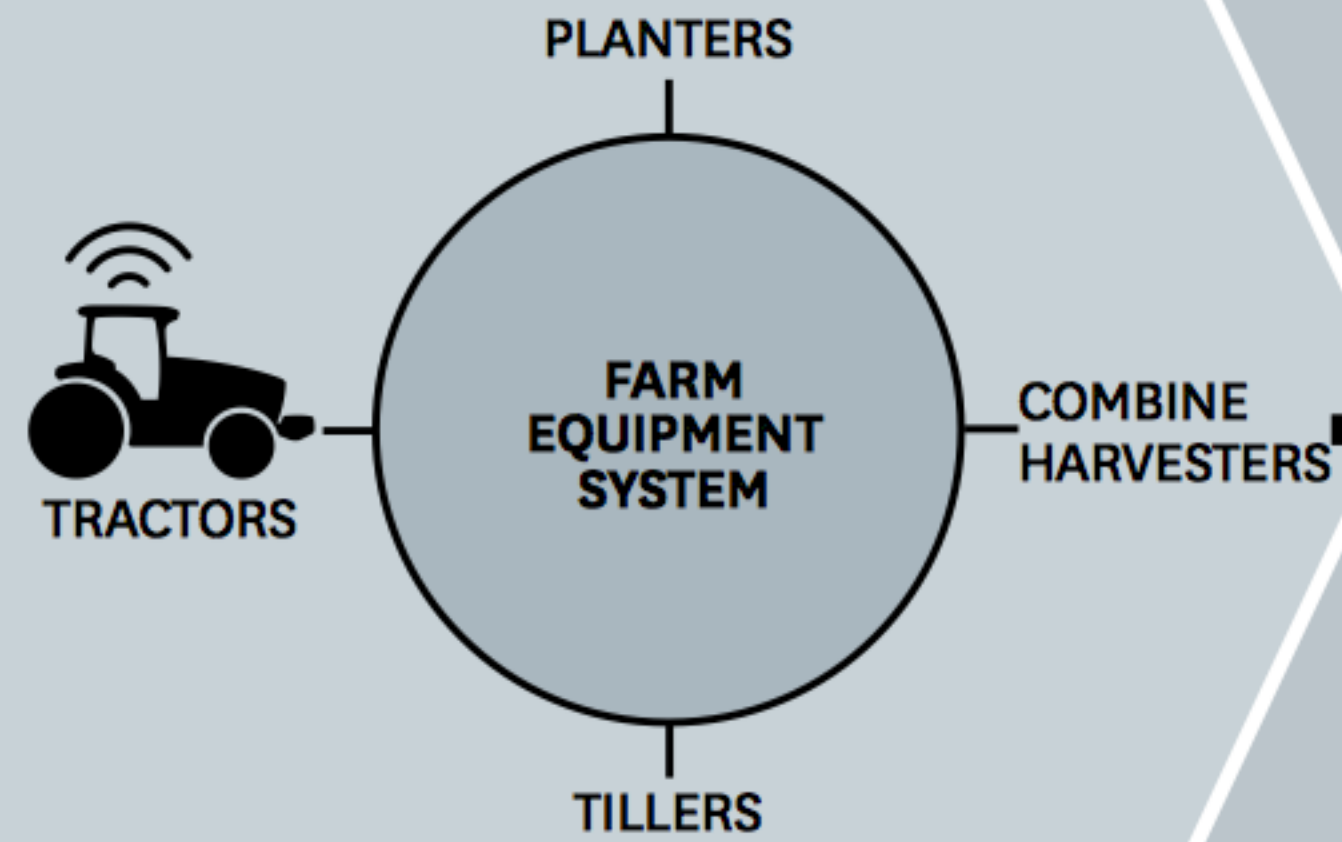 PLANTERS
TRACTORS
FARM
EQUIPMENT
SYSTEM
COMBINE
HARVESTERS
TILLERS